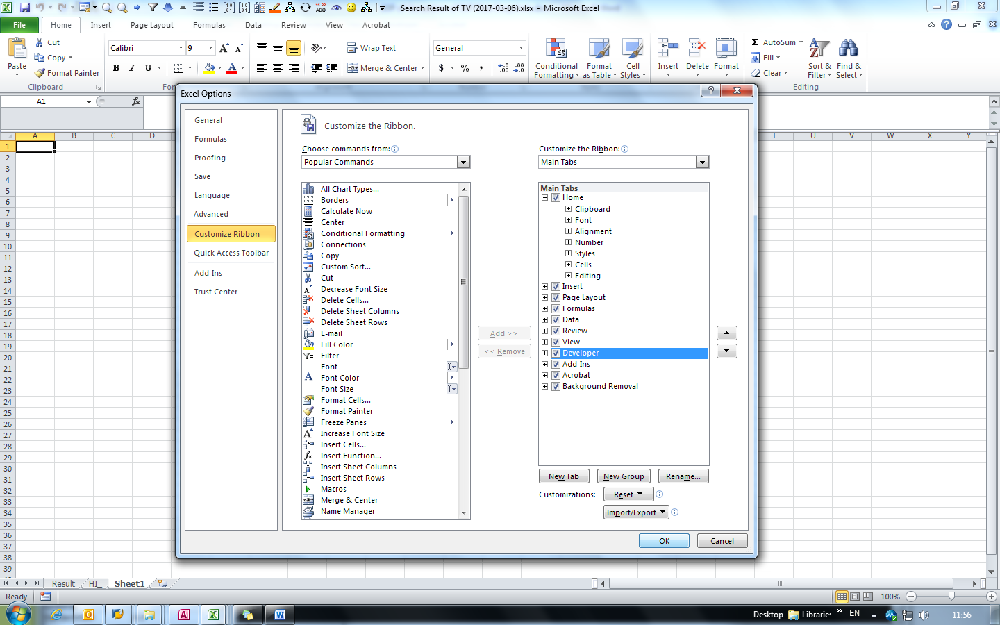 Search Result of TV (2017-03-06).xlsx - Microsoft Excel
File Home Insert Page Layout Formulas Data Review View Acrobat
Paste
Cut
Copy
Format Painter
Clipboard
Calibri 9
B I U A
Wrap Text
Merge & Center
General
$ % ,
Conditional Formatting
Format as Table
Cell Styles
Insert Delete Format
AutoSum
Fill
Clear
Sort & Filter
Find & Select
Editing
A1 fx
Excel Options
General
Formulas
Proofing
Save
Language
Advanced
Customize Ribbon
Quick Access Toolbar
Add-Ins
Trust Center
Customize the Ribbon.
Choose commands from:
Popular Commands
All Chart Types...
Borders
Calculate Now
Center
Conditional Formatting
Connections
Copy
Custom Sort...
Cut
Decrease Font Size
Delete Cells...
Delete Sheet Columns
Delete Sheet Rows
E-mail
Fill Color
Filter
Font
Font Color
Font Size
Format Cells...
Format Painter
Freeze Panes
Increase Font Size
Insert Cells...
Insert Function...
Insert Sheet Columns
Insert Sheet Rows
Macros
Merge & Center
Name Manager
Add >>
<< Remove
Customize the Ribbon:
Main Tabs
Main Tabs
Home
Clipboard
Font
Alignment
Number
Styles
Cells
Editing
Insert
Page Layout
Formulas
Data
Review
View
Developer
Add-Ins
Acrobat
Background Removal
New Tab New Group Rename...
Customizations: Reset
Import/Export
OK Cancel
A B C D T U V W X Y
1
2
3
4
5
6
7
8
9
10
11
12
13
14
15
16
17
18
19
20
21
22
23
24
25
26
27
28
29
30
31
32
33
34
35
36
37
38
39
Result HI_ Sheet1
Ready 100%
Desktop Libraries » EN 11:56